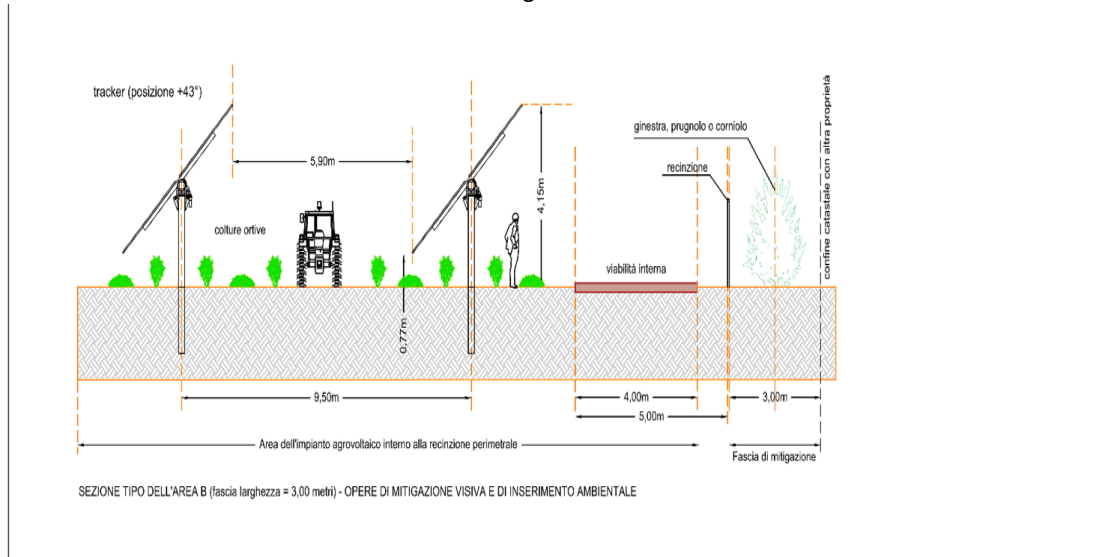 tracker (posizione +43°)
5,90m
colture ortive
4,15m
0,77m
ginestra, prugnolo o corniolo
recinzione
confine catastale con altra proprietà
viabilità interna
9,50m
4,00m
3,00m
5,00m
Area dell'impianto agrovoltaico interno alla recinzione perimetrale
Fascia di mitigazione
SEZIONE TIPO DELL'AREA B (fascia larghezza = 3,00 metri) - OPERE DI MITIGAZIONE VISIVA E DI INSERIMENTO AMBIENTALE